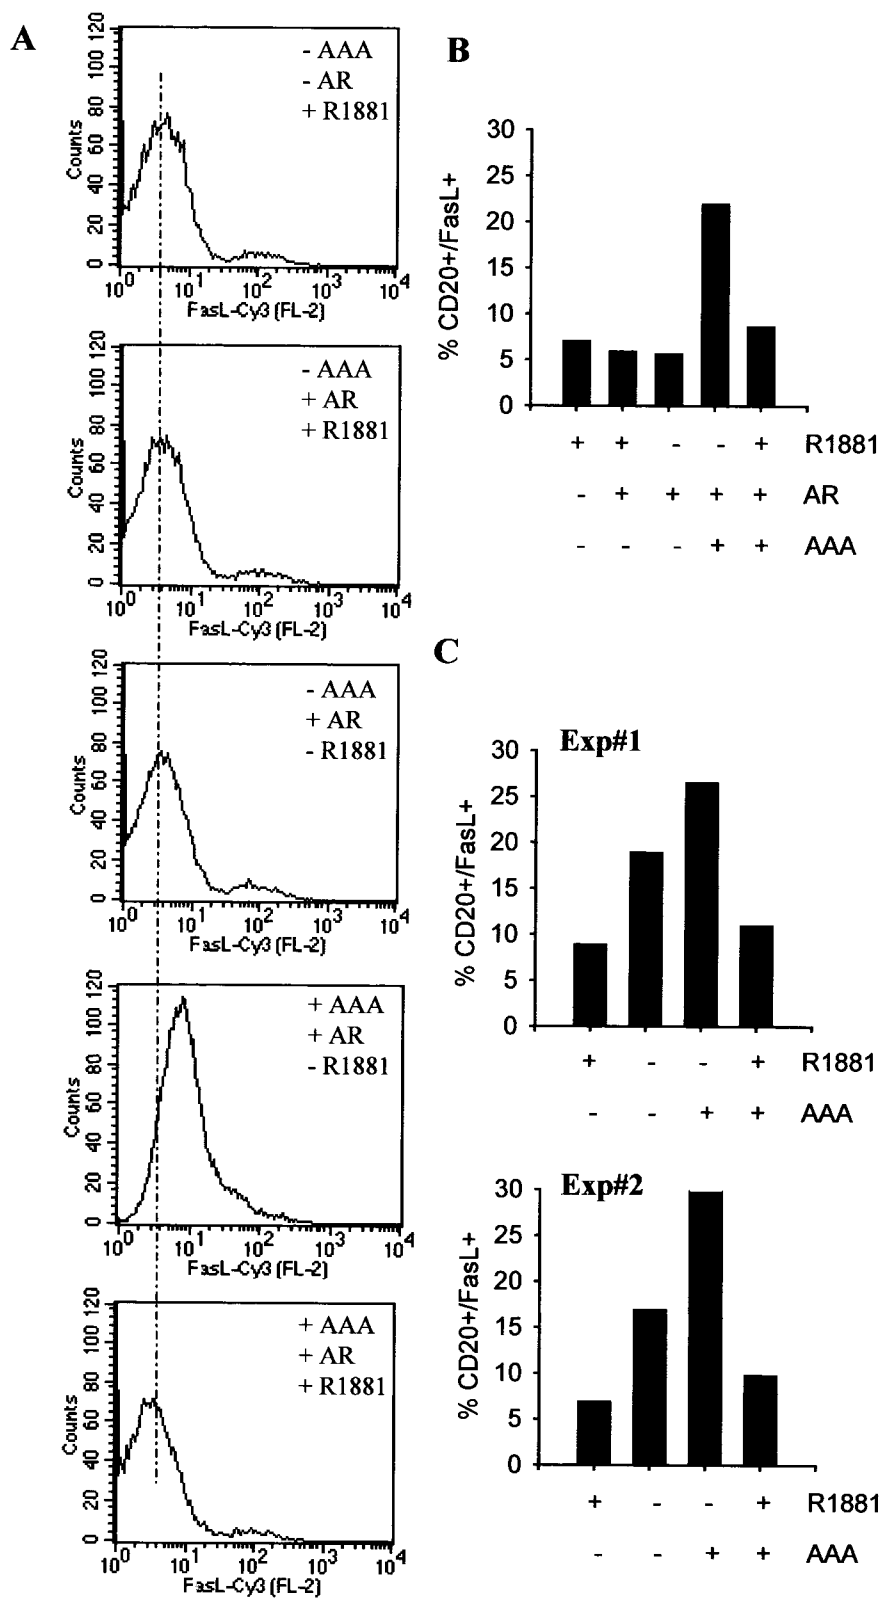 A
120
100
80
60
40
20
0
Counts
- AAA
- AR
+ R1881
10^0 10^1 10^2 10^3 10^4
FasL-Cy3 (FL-2)
120
100
80
60
40
20
0
Counts
- AAA
+ AR
+ R1881
10^0 10^1 10^2 10^3 10^4
FasL-Cy3 (FL-2)
120
100
80
60
40
20
0
Counts
- AAA
+ AR
- R1881
10^0 10^1 10^2 10^3 10^4
FasL-Cy3 (FL-2)
120
100
80
60
40
20
0
Counts
+ AAA
+ AR
- R1881
10^0 10^1 10^2 10^3 10^4
FasL-Cy3 (FL-2)
120
100
80
60
40
20
0
Counts
+ AAA
+ AR
+ R1881
10^0 10^1 10^2 10^3 10^4
FasL-Cy3 (FL-2)
B
% CD20+/FasL+
30
25
20
15
10
5
0
+ + - - + R1881
- + + + + AR
- - - + + AAA
C
Exp#1
% CD20+/FasL+
30
25
20
15
10
5
0
+ - - + R1881
- - + + AAA
Exp#2
% CD20+/FasL+
30
25
20
15
10
5
0
+ - - + R1881
- - + + AAA